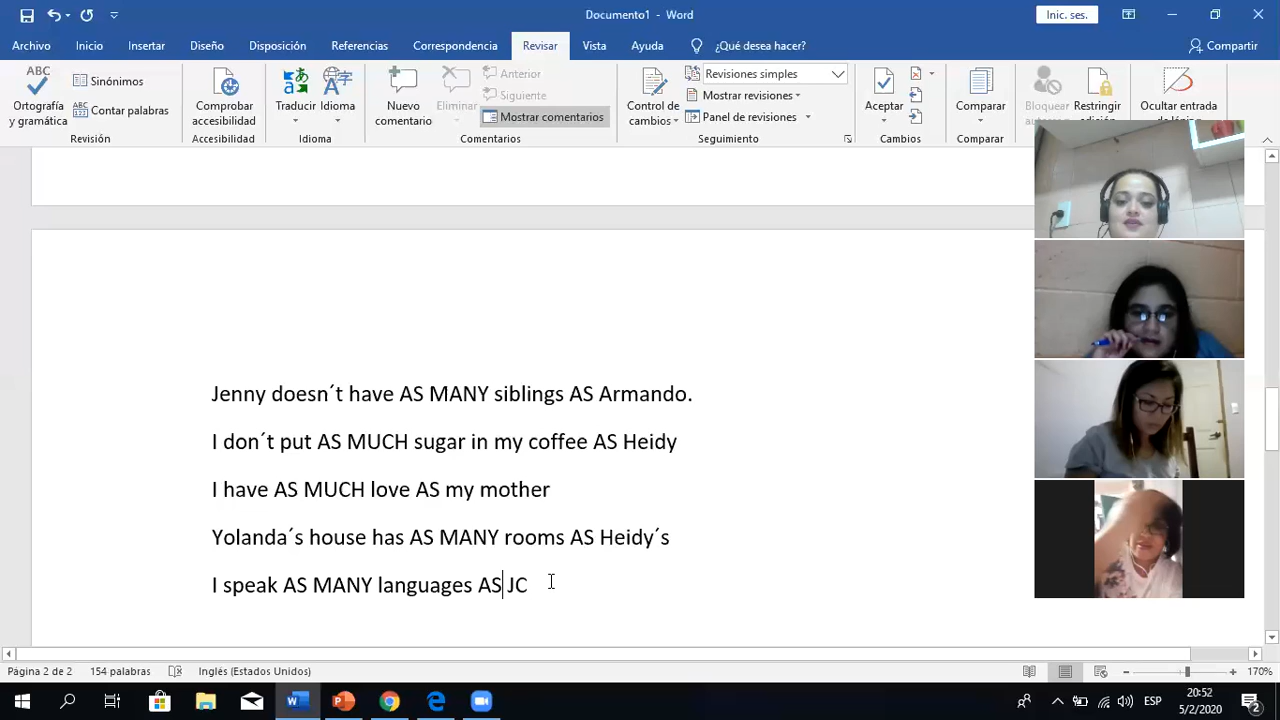 Documento1 - Word
Inic. ses.
Archivo Inicio Insertar Diseño Disposición Referencias Correspondencia Revisar Vista Ayuda ¿Qué desea hacer? Compartir
ABC
Ortografía y gramática
Sinónimos
Contar palabras
Revisión
Comprobar accesibilidad
Accesibilidad
Traducir
Idioma
Idioma
Nuevo comentario
Eliminar
Anterior
Siguiente
Mostrar comentarios
Comentarios
Control de cambios
Revisiones simples
Mostrar revisiones
Panel de revisiones
Seguimiento
Aceptar
Cambios
Comparar
Comparar
Bloquear
Restringir
Ocultar entrada
Jenny doesn´t have AS MANY siblings AS Armando.
I don´t put AS MUCH sugar in my coffee AS Heidy
I have AS MUCH love AS my mother
Yolanda´s house has AS MANY rooms AS Heidy´s
I speak AS MANY languages AS JC
Página 2 de 2 154 palabras Inglés (Estados Unidos) 170%
ESP
20:52
5/2/2020
2